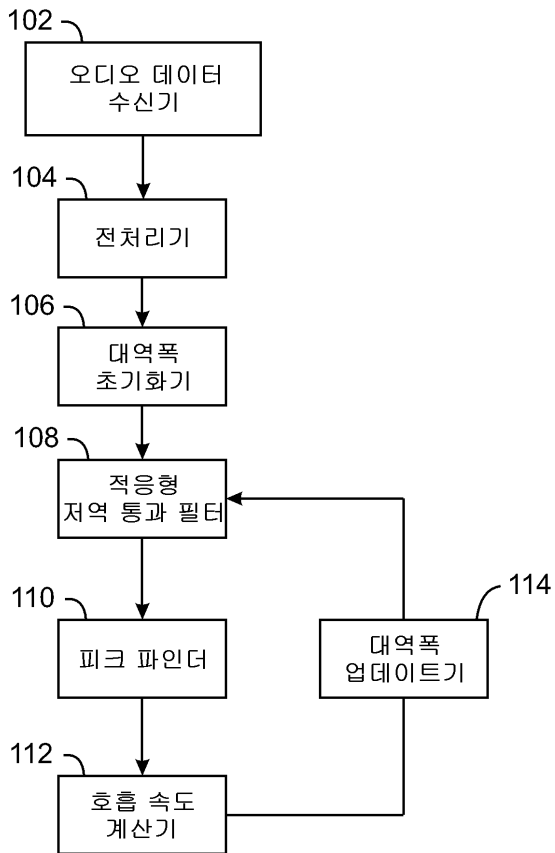 102
오디오 데이터
수신기
104
전처리기
106
대역폭
초기화기
108
적응형
저역 통과 필터
110
피크 파인더
114
대역폭
업데이트기
112
호흡 속도
계산기